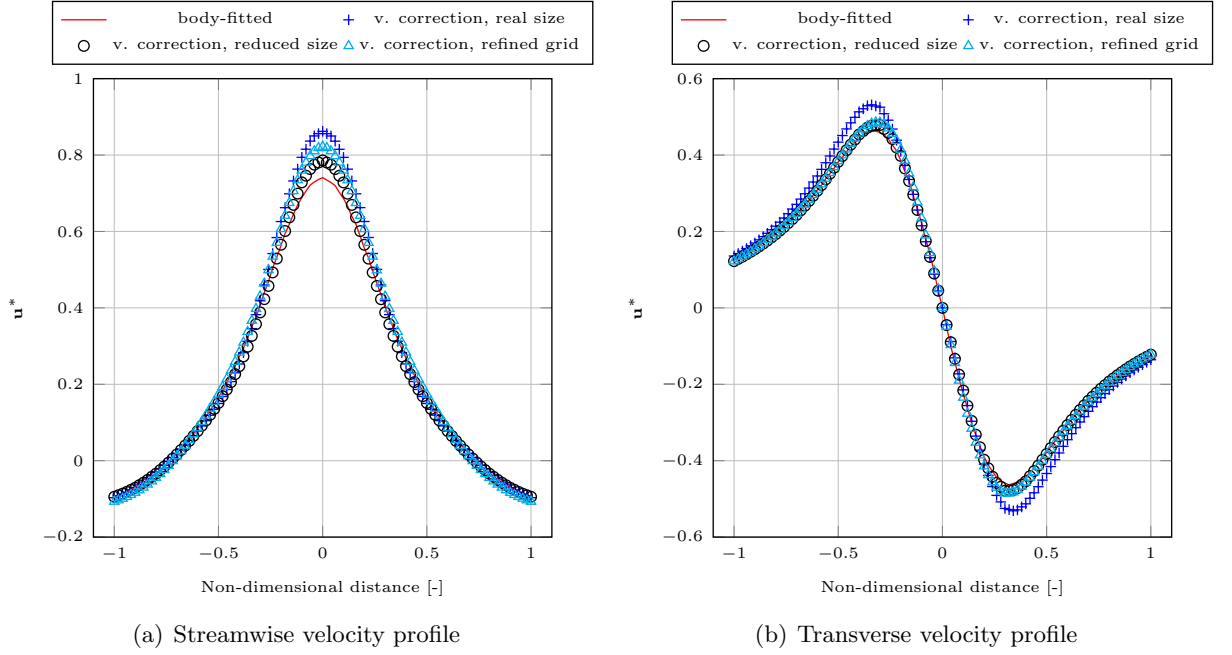 body-fitted
v. correction, real size
v. correction, reduced size
v. correction, refined grid
1
0.8
0.6
0.4
0.2
0
−0.2
u*
−1
−0.5
0
0.5
1
Non-dimensional distance [-]
(a) Streamwise velocity profile
body-fitted
v. correction, real size
v. correction, reduced size
v. correction, refined grid
0.6
0.4
0.2
0
−0.2
−0.4
−0.6
u*
−1
−0.5
0
0.5
1
Non-dimensional distance [-]
(b) Transverse velocity profile